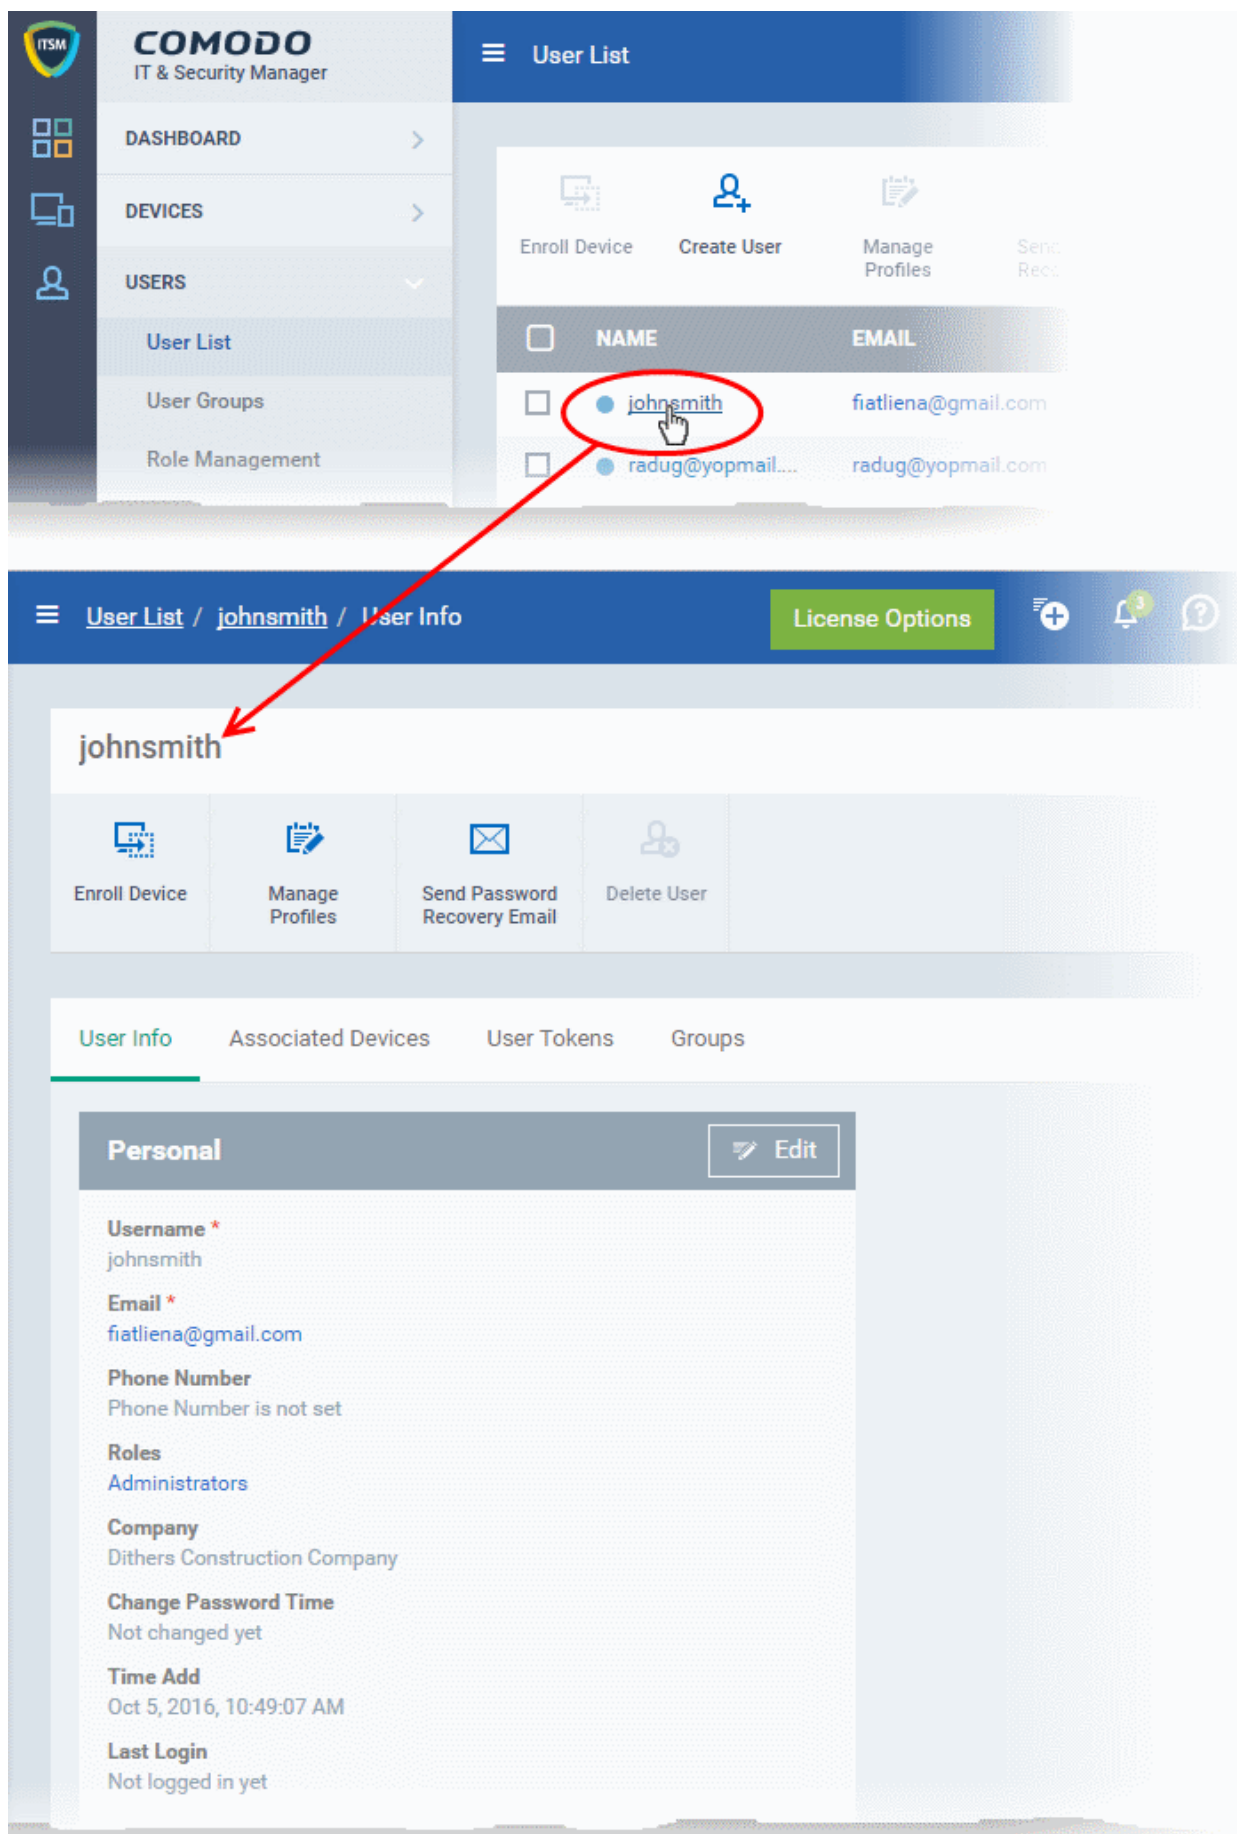 ITSM
COMODO
IT & Security Manager
User List
DASHBOARD
DEVICES
USERS
User List
User Groups
Role Management
Enroll Device
Create User
Manage
Profiles
NAME
EMAIL
johnsmith
fiatliena@gmail.com
radug@yopmail....
radug@yopmail.com
User List / johnsmith / User Info
License Options
3
johnsmith
Enroll Device
Manage
Profiles
Send Password
Recovery Email
Delete User
User Info
Associated Devices
User Tokens
Groups
Personal
Edit
Username *
johnsmith
Email *
fiatliena@gmail.com
Phone Number
Phone Number is not set
Roles
Administrators
Company
Dithers Construction Company
Change Password Time
Not changed yet
Time Add
Oct 5, 2016, 10:49:07 AM
Last Login
Not logged in yet